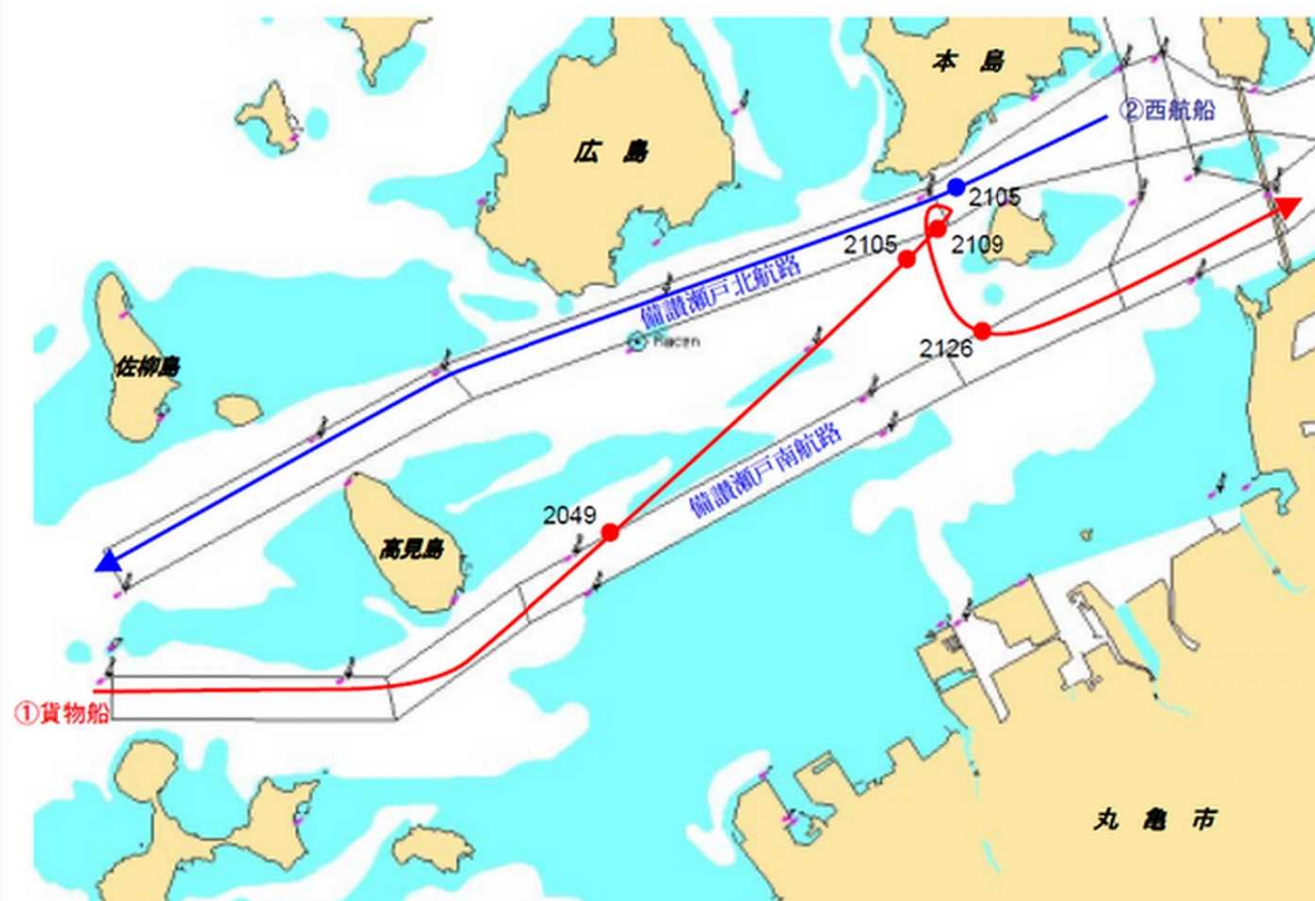 本 島
②西航船
広 島
2105
2105
2109
備讃瀬戸北航路
Racon
2126
佐柳島
備讃瀬戸南航路
2049
高見島
①貨物船
丸 亀 市